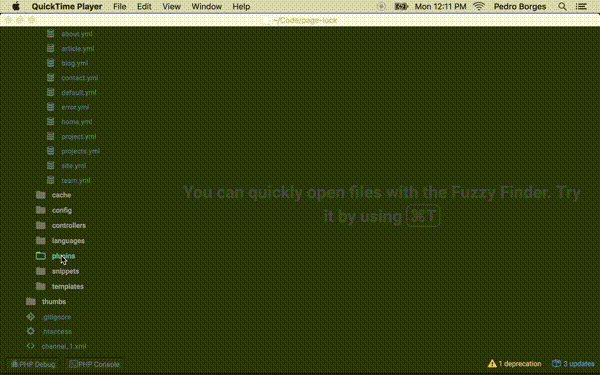 QuickTime Player File Edit View Window Help Mon 12:11 PM Pedro Borges
~/Code/page-lock
about.yml
article.yml
blog.yml
contact.yml
default.yml
error.yml
home.yml
project.yml
projects.yml
site.yml
team.yml
cache
config
controllers
languages
plugins
snippets
templates
thumbs
.gitignore
.htaccess
channel_1.xml
You can quickly open files with the Fuzzy Finder. Try
it by using ⌘T
PHP Debug PHP Console 1 deprecation 3 updates